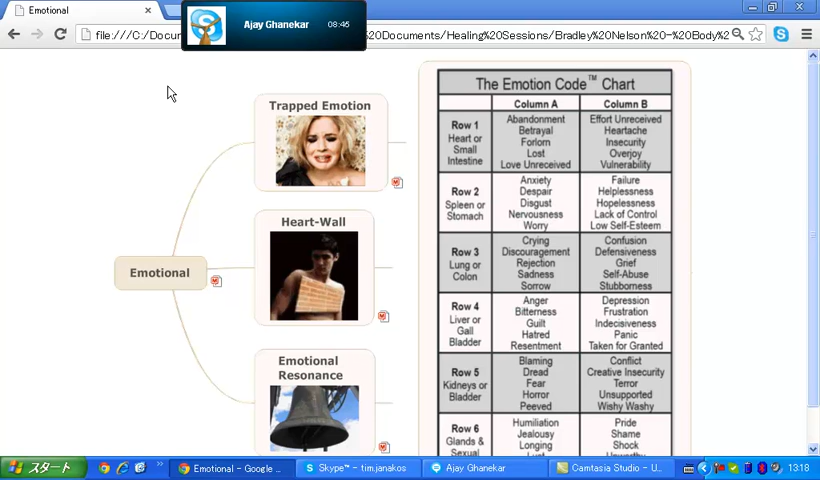 Emotional
Ajay Ghanekar 08:46
file:///C:/Docum
Documents/Healing%20Sessions/Bradley%20Nelson%20-%20Body%2
Trapped Emotion
Heart-Wall
Emotional
Emotional
Resonance
The Emotion Code™ Chart
Column A Column B
Row 1
Heart or
Small
Intestine
Abandonment
Betrayal
Forlorn
Lost
Love Unreceived
Effort Unreceived
Heartache
Insecurity
Overjoy
Vulnerability
Row 2
Spleen or
Stomach
Anxiety
Despair
Disgust
Nervousness
Worry
Failure
Helplessness
Hopelessness
Lack of Control
Low Self-Esteem
Row 3
Lung or
Colon
Crying
Discouragement
Rejection
Sadness
Sorrow
Confusion
Defensiveness
Grief
Self-Abuse
Stubborness
Row 4
Liver or
Gall
Bladder
Anger
Bitterness
Guilt
Hatred
Resentment
Depression
Frustration
Indecisiveness
Panic
Taken for Granted
Row 5
Kidneys or
Bladder
Blaming
Dread
Fear
Horror
Peeved
Conflict
Creative Insecurity
Terror
Unsupported
Wishy Washy
Row 6
Glands &
Sexual
Humiliation
Jealousy
Longing
Pride
Shame
Shock
スタート
Emotional - Google ...
Skype™ - tim.janakos
Ajay Ghanekar
Camtasia Studio - U...
13:18